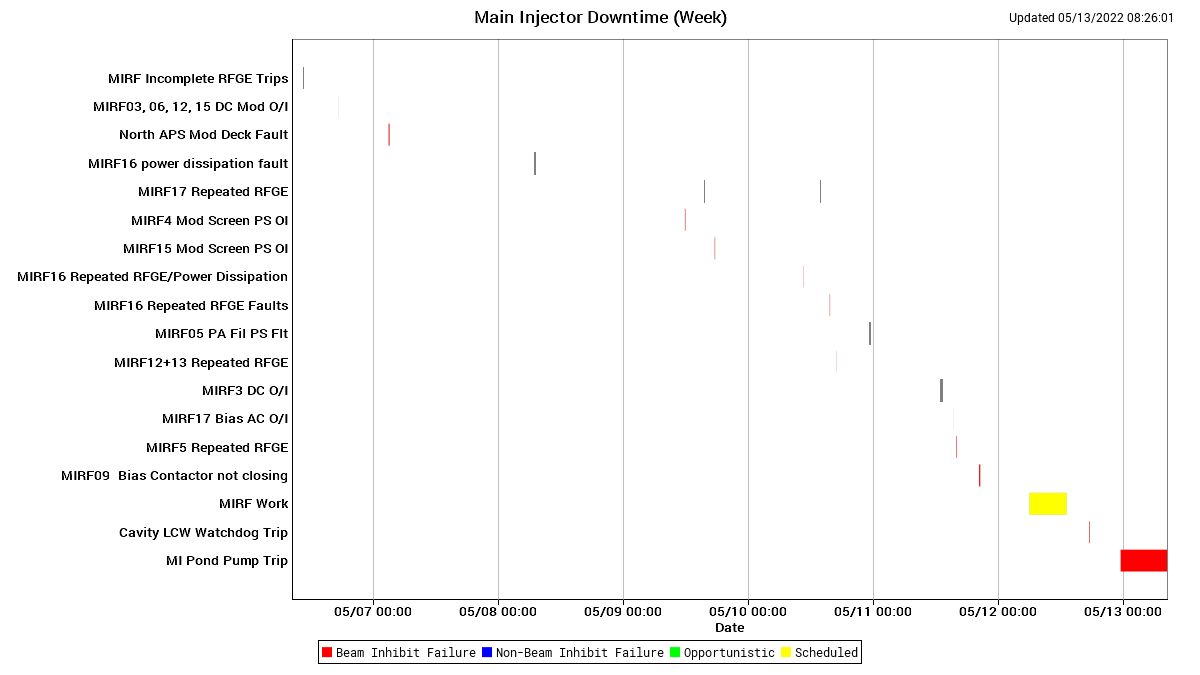 Main Injector Downtime (Week)
Updated 05/13/2022 08:26:01
MIRF Incomplete RFGE Trips
MIRF03, 06, 12, 15 DC Mod O/I
North APS Mod Deck Fault
MIRF16 power dissipation fault
MIRF17 Repeated RFGE
MIRF4 Mod Screen PS OI
MIRF15 Mod Screen PS OI
MIRF16 Repeated RFGE/Power Dissipation
MIRF16 Repeated RFGE Faults
MIRF05 PA Fil PS Flt
MIRF12+13 Repeated RFGE
MIRF3 DC O/I
MIRF17 Bias AC O/I
MIRF5 Repeated RFGE
MIRF09  Bias Contactor not closing
MIRF Work
Cavity LCW Watchdog Trip
MI Pond Pump Trip
05/07 00:00 05/08 00:00 05/09 00:00 05/10 00:00 05/11 00:00 05/12 00:00 05/13 00:00
Date
Beam Inhibit Failure Non-Beam Inhibit Failure Opportunistic Scheduled